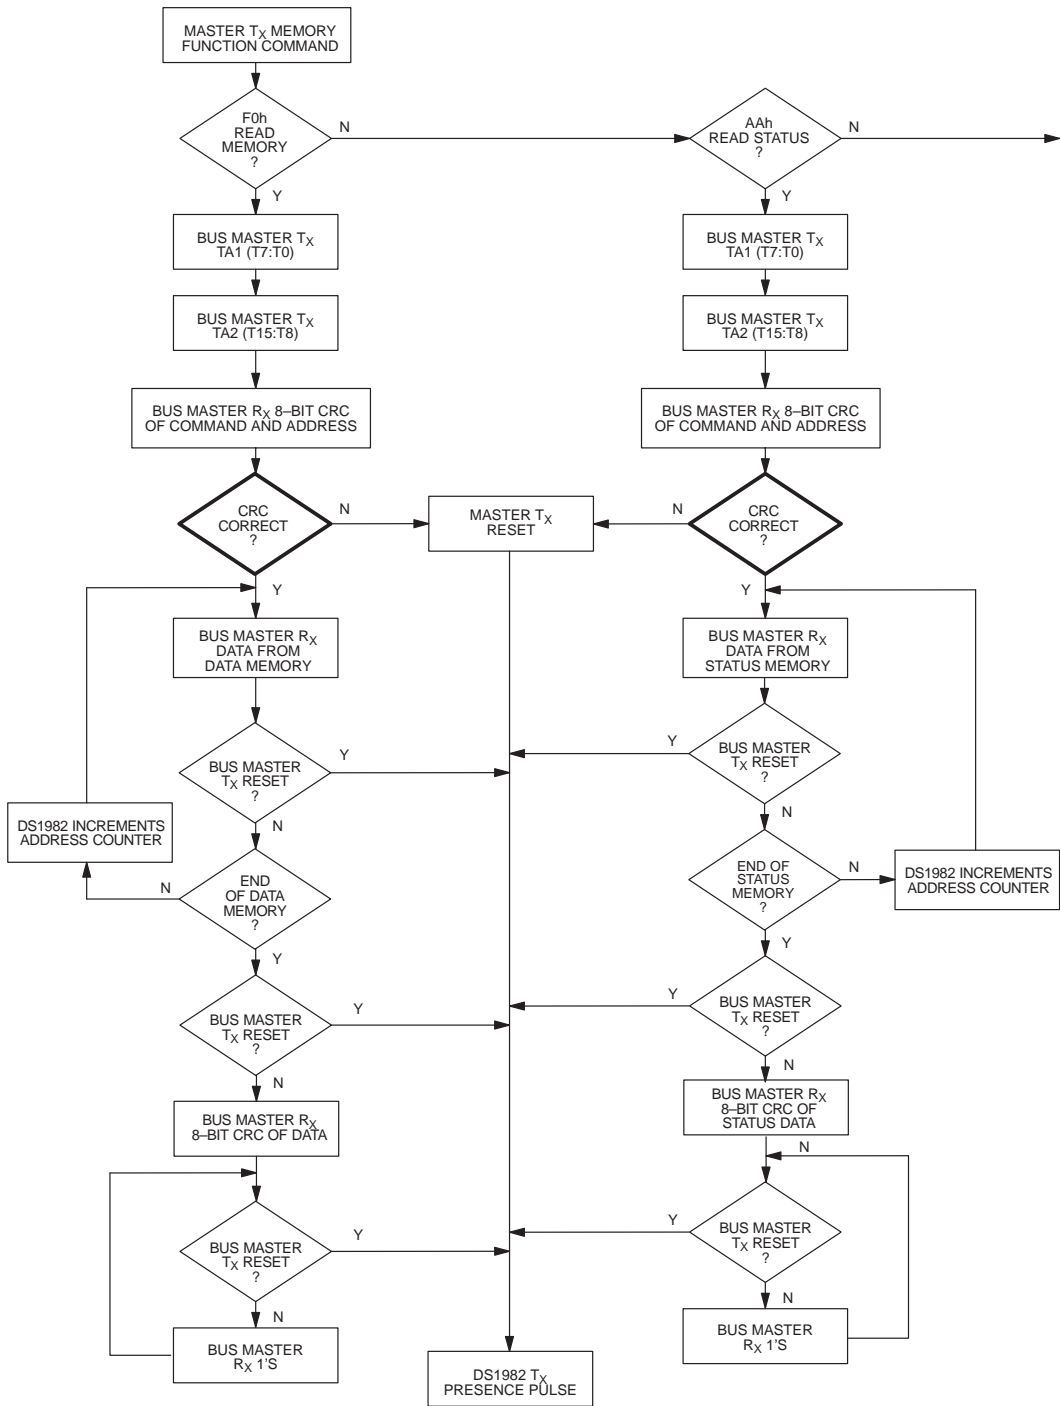 MASTER TX MEMORY
FUNCTION COMMAND
F0h
READ
MEMORY
?
N
Y
AAh
READ STATUS
?
N
Y
BUS MASTER TX
TA1 (T7:T0)
BUS MASTER TX
TA1 (T7:T0)
BUS MASTER TX
TA2 (T15:T8)
BUS MASTER TX
TA2 (T15:T8)
BUS MASTER RX 8–BIT CRC
OF COMMAND AND ADDRESS
BUS MASTER RX 8–BIT CRC
OF COMMAND AND ADDRESS
CRC
CORRECT
?
N
Y
MASTER TX
RESET
N
CRC
CORRECT
?
Y
BUS MASTER RX
DATA FROM
DATA MEMORY
BUS MASTER RX
DATA FROM
STATUS MEMORY
BUS MASTER
TX RESET
?
Y
N
Y
BUS MASTER
TX RESET
?
N
DS1982 INCREMENTS
ADDRESS COUNTER
N
END
OF DATA
MEMORY
?
Y
END OF
STATUS
MEMORY
?
N
Y
DS1982 INCREMENTS
ADDRESS COUNTER
BUS MASTER
TX RESET
?
Y
N
Y
BUS MASTER
TX RESET
?
N
BUS MASTER RX
8–BIT CRC OF DATA
BUS MASTER RX
8–BIT CRC OF
STATUS DATA
N
BUS MASTER
TX RESET
?
Y
N
Y
BUS MASTER
TX RESET
?
N
BUS MASTER
RX 1'S
BUS MASTER
RX 1'S
DS1982 TX
PRESENCE PULSE